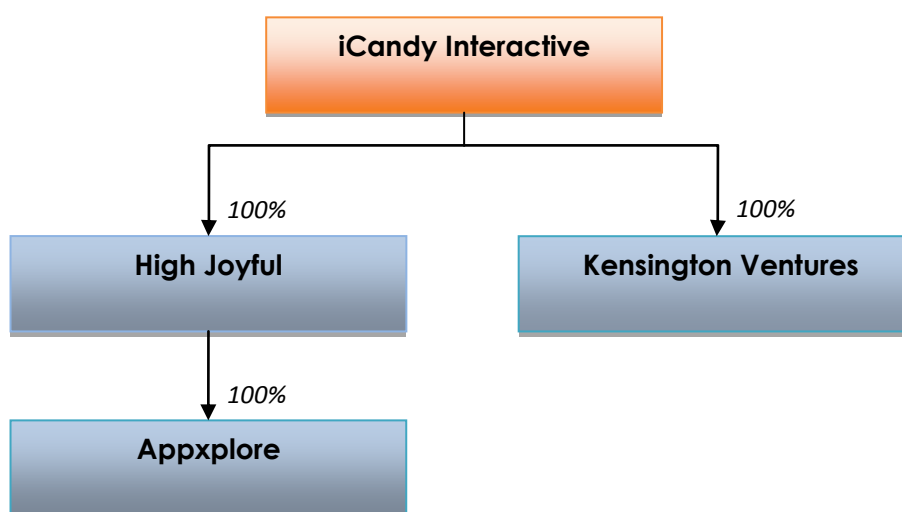 iCandy Interactive
100%
100%
High Joyful
Kensington Ventures
100%
Appxplore